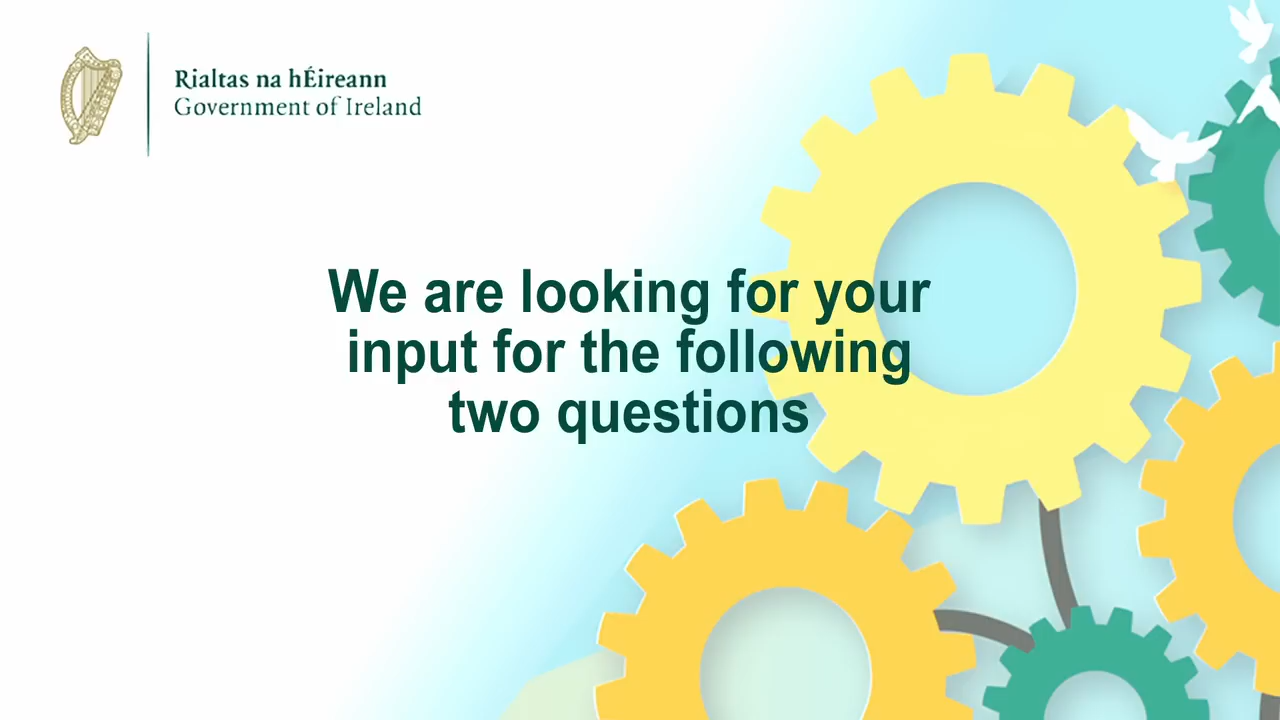 Rialtas na hÉireann
Government of Ireland
We are looking for your
input for the following
two questions